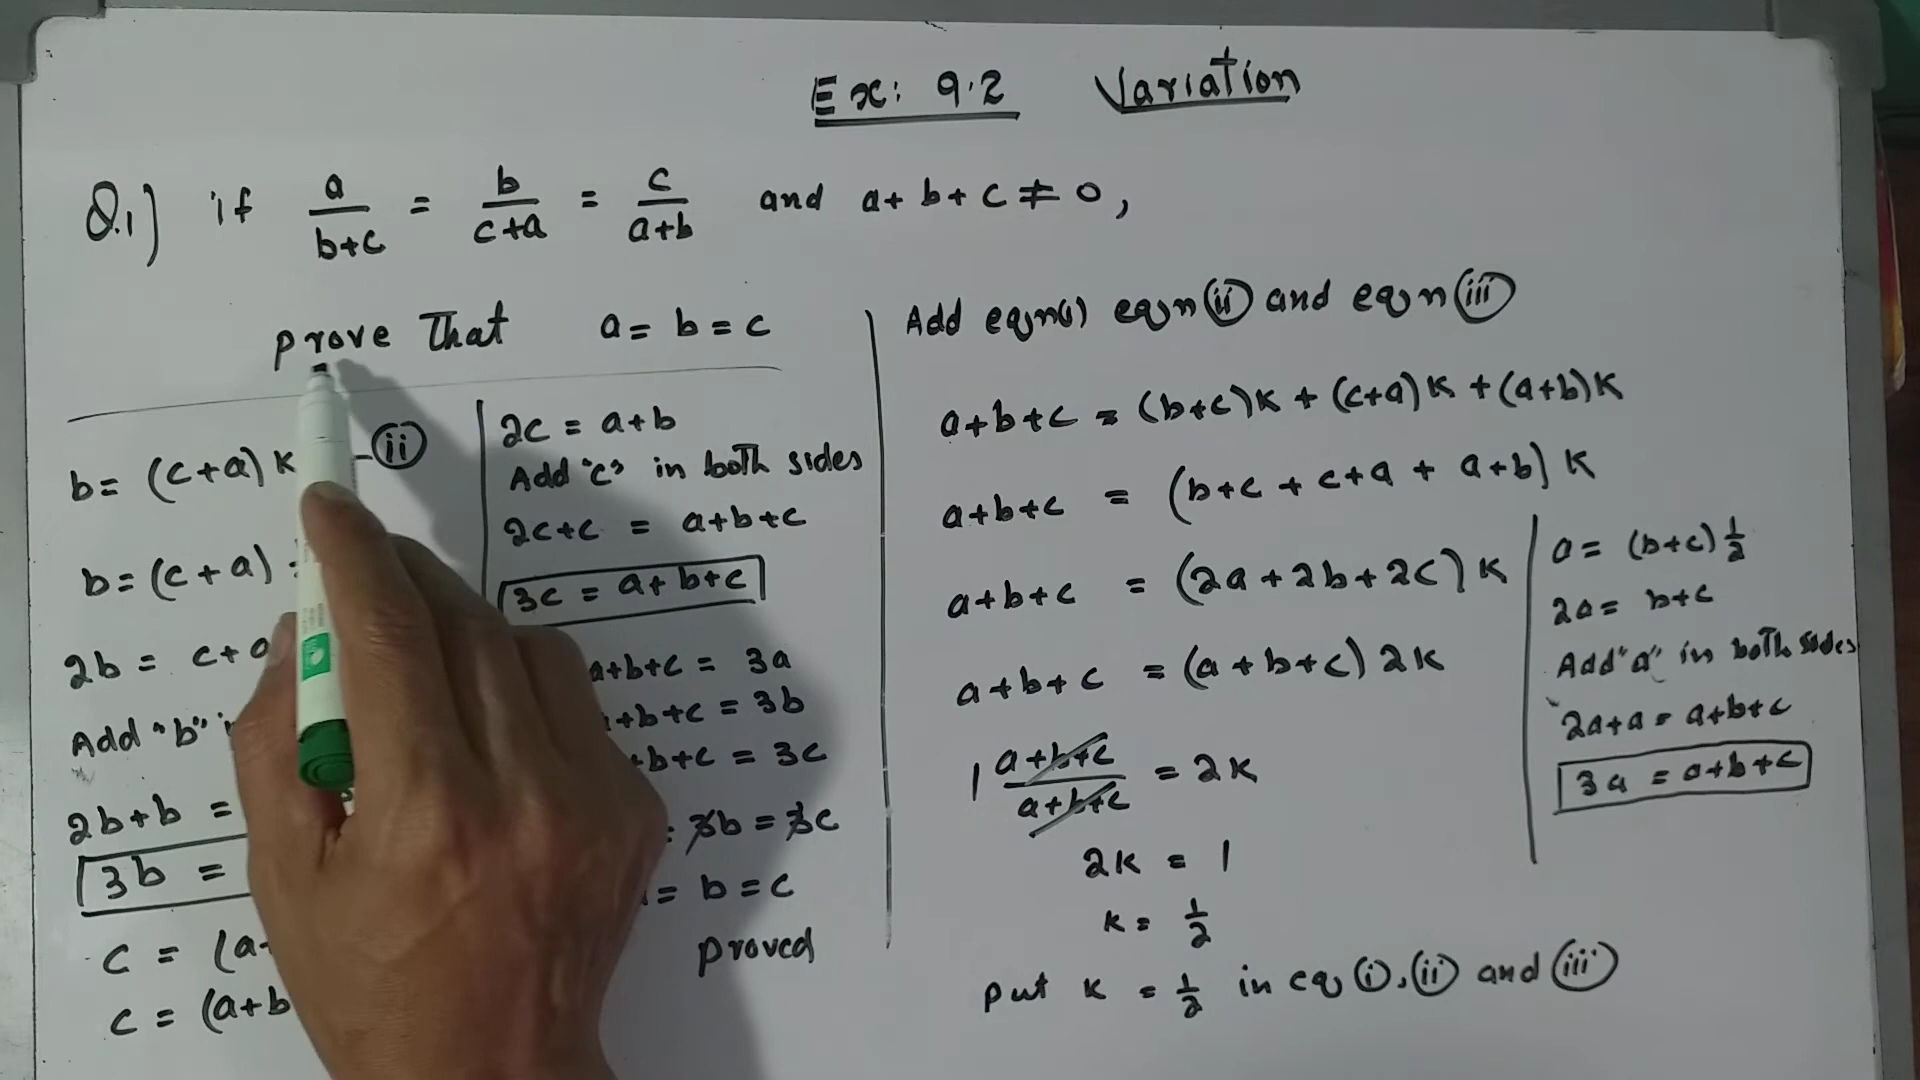 Ex: 9.2 Variation
Q.1) if a/(b+c) = b/(c+a) = c/(a+b) and a+b+c ≠ 0,
prove that a = b = c
b = (c+a) k - (ii)
b = (c+a)
2b = c+a
Add "b"
2b+b =
3b =
c = (a+
c = (a+b
2c = a+b
Add "c" in both sides
2c+c = a+b+c
3c = a+b+c
a+b+c = 3a
+b+c = 3b
+b+c = 3c
= 3b = 3c
= b = c
proved
Add eqn(i) eqn (ii) and eqn (iii)
a+b+c = (b+c)k + (c+a)k + (a+b)k
a+b+c = (b+c + c+a + a+b) k
a+b+c = (2a+2b+2c) k
a+b+c = (a+b+c) 2k
1 (a+b+c)/(a+b+c) = 2k
2k = 1
k = 1/2
put k = 1/2 in eq (i), (ii) and (iii)
a = (b+c) 1/2
2a = b+c
Add "a" in both sides
2a+a = a+b+c
3a = a+b+c